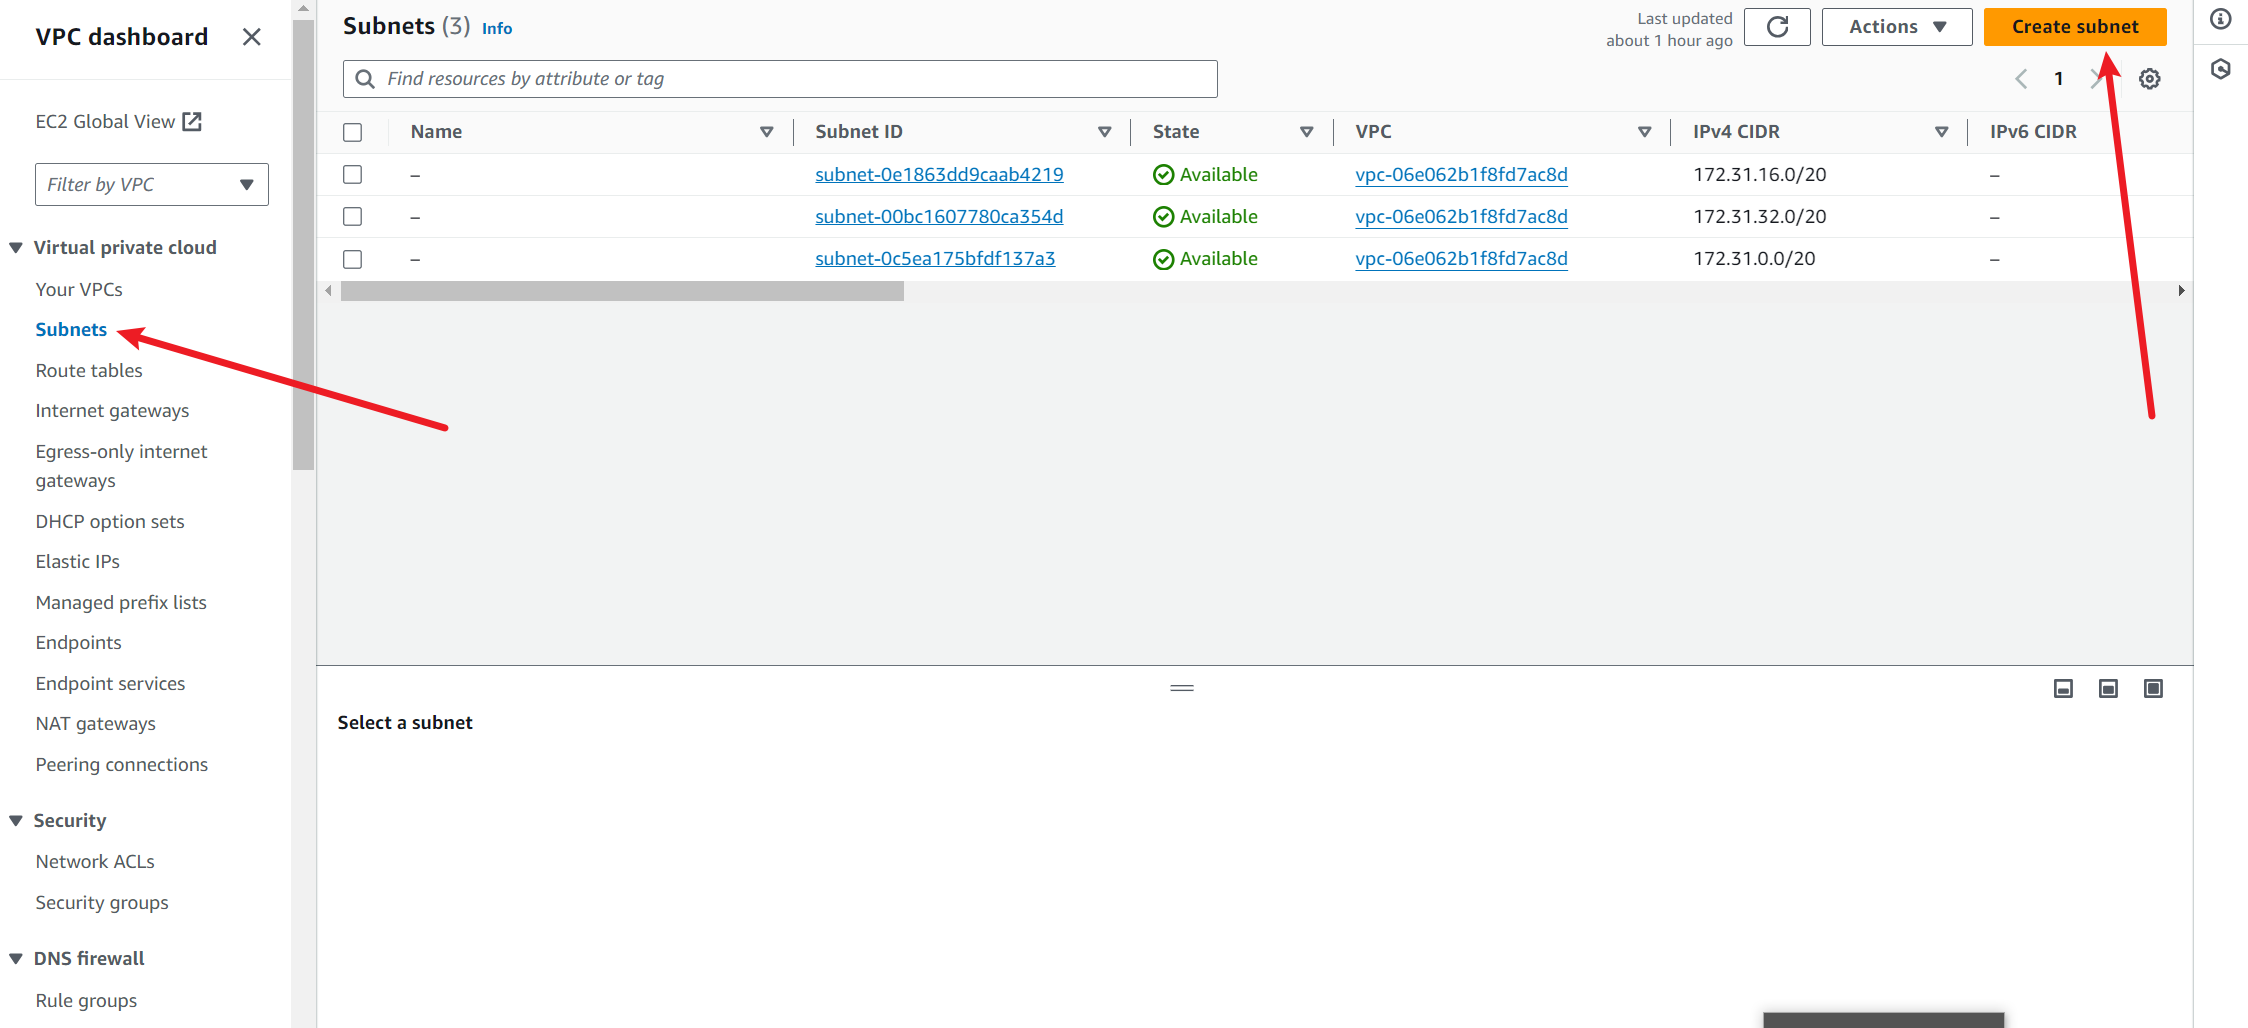 VPC dashboard
EC2 Global View
Filter by VPC
Virtual private cloud
Your VPCs
Subnets
Route tables
Internet gateways
Egress-only internet
gateways
DHCP option sets
Elastic IPs
Managed prefix lists
Endpoints
Endpoint services
NAT gateways
Peering connections
Security
Network ACLs
Security groups
DNS firewall
Rule groups
Subnets (3) Info
Last updated
about 1 hour ago
Actions
Create subnet
Find resources by attribute or tag
1
Name Subnet ID State VPC IPv4 CIDR IPv6 CIDR
– subnet-0e1863dd9caab4219 Available vpc-06e062b1f8fd7ac8d 172.31.16.0/20 –
– subnet-00bc1607780ca354d Available vpc-06e062b1f8fd7ac8d 172.31.32.0/20 –
– subnet-0c5ea175bfdf137a3 Available vpc-06e062b1f8fd7ac8d 172.31.0.0/20 –
Select a subnet